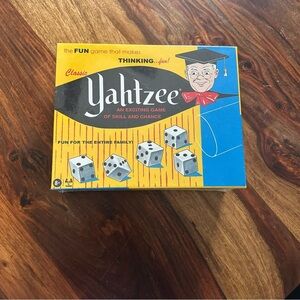 the FUN game that makes
THINKING...fun!
Classic
Yahtzee
AN EXCITING GAME
OF SKILL AND CHANCE
FUN FOR THE ENTIRE FAMILY!